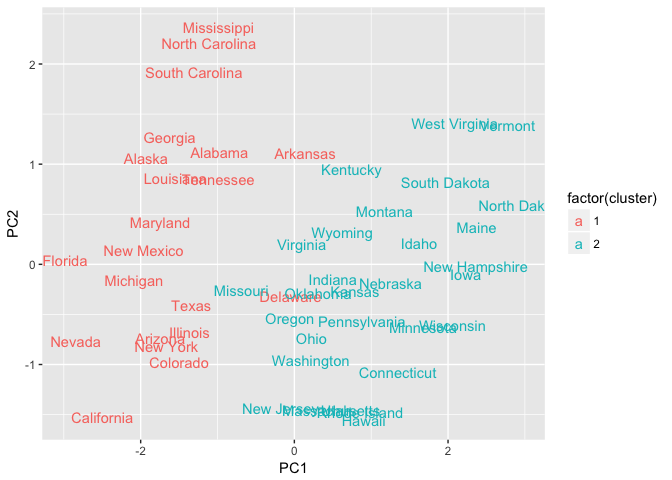 Mississippi
North Carolina
2
South Carolina
West Virginia
Vermont
Georgia
Alabama
Arkansas
Alaska
1
Kentucky
Louisiana
Tennessee
South Dakota
North Dak
factor(cluster)
Montana
a 1
Maryland
Maine
a 2
Wyoming
Virginia
Idaho
PC2
New Mexico
Florida
0
New Hampshire
Iowa
Michigan
Indiana
Nebraska
Missouri
Oklahoma
Kansas
Delaware
Texas
Oregon
Pennsylvania
Wisconsin
Minnesota
Illinois
Arizona
Ohio
Nevada
New York
Colorado
Washington
-1
Connecticut
New Jersey
Massachusetts
Rhode Island
California
Hawaii
-2
0
2
PC1